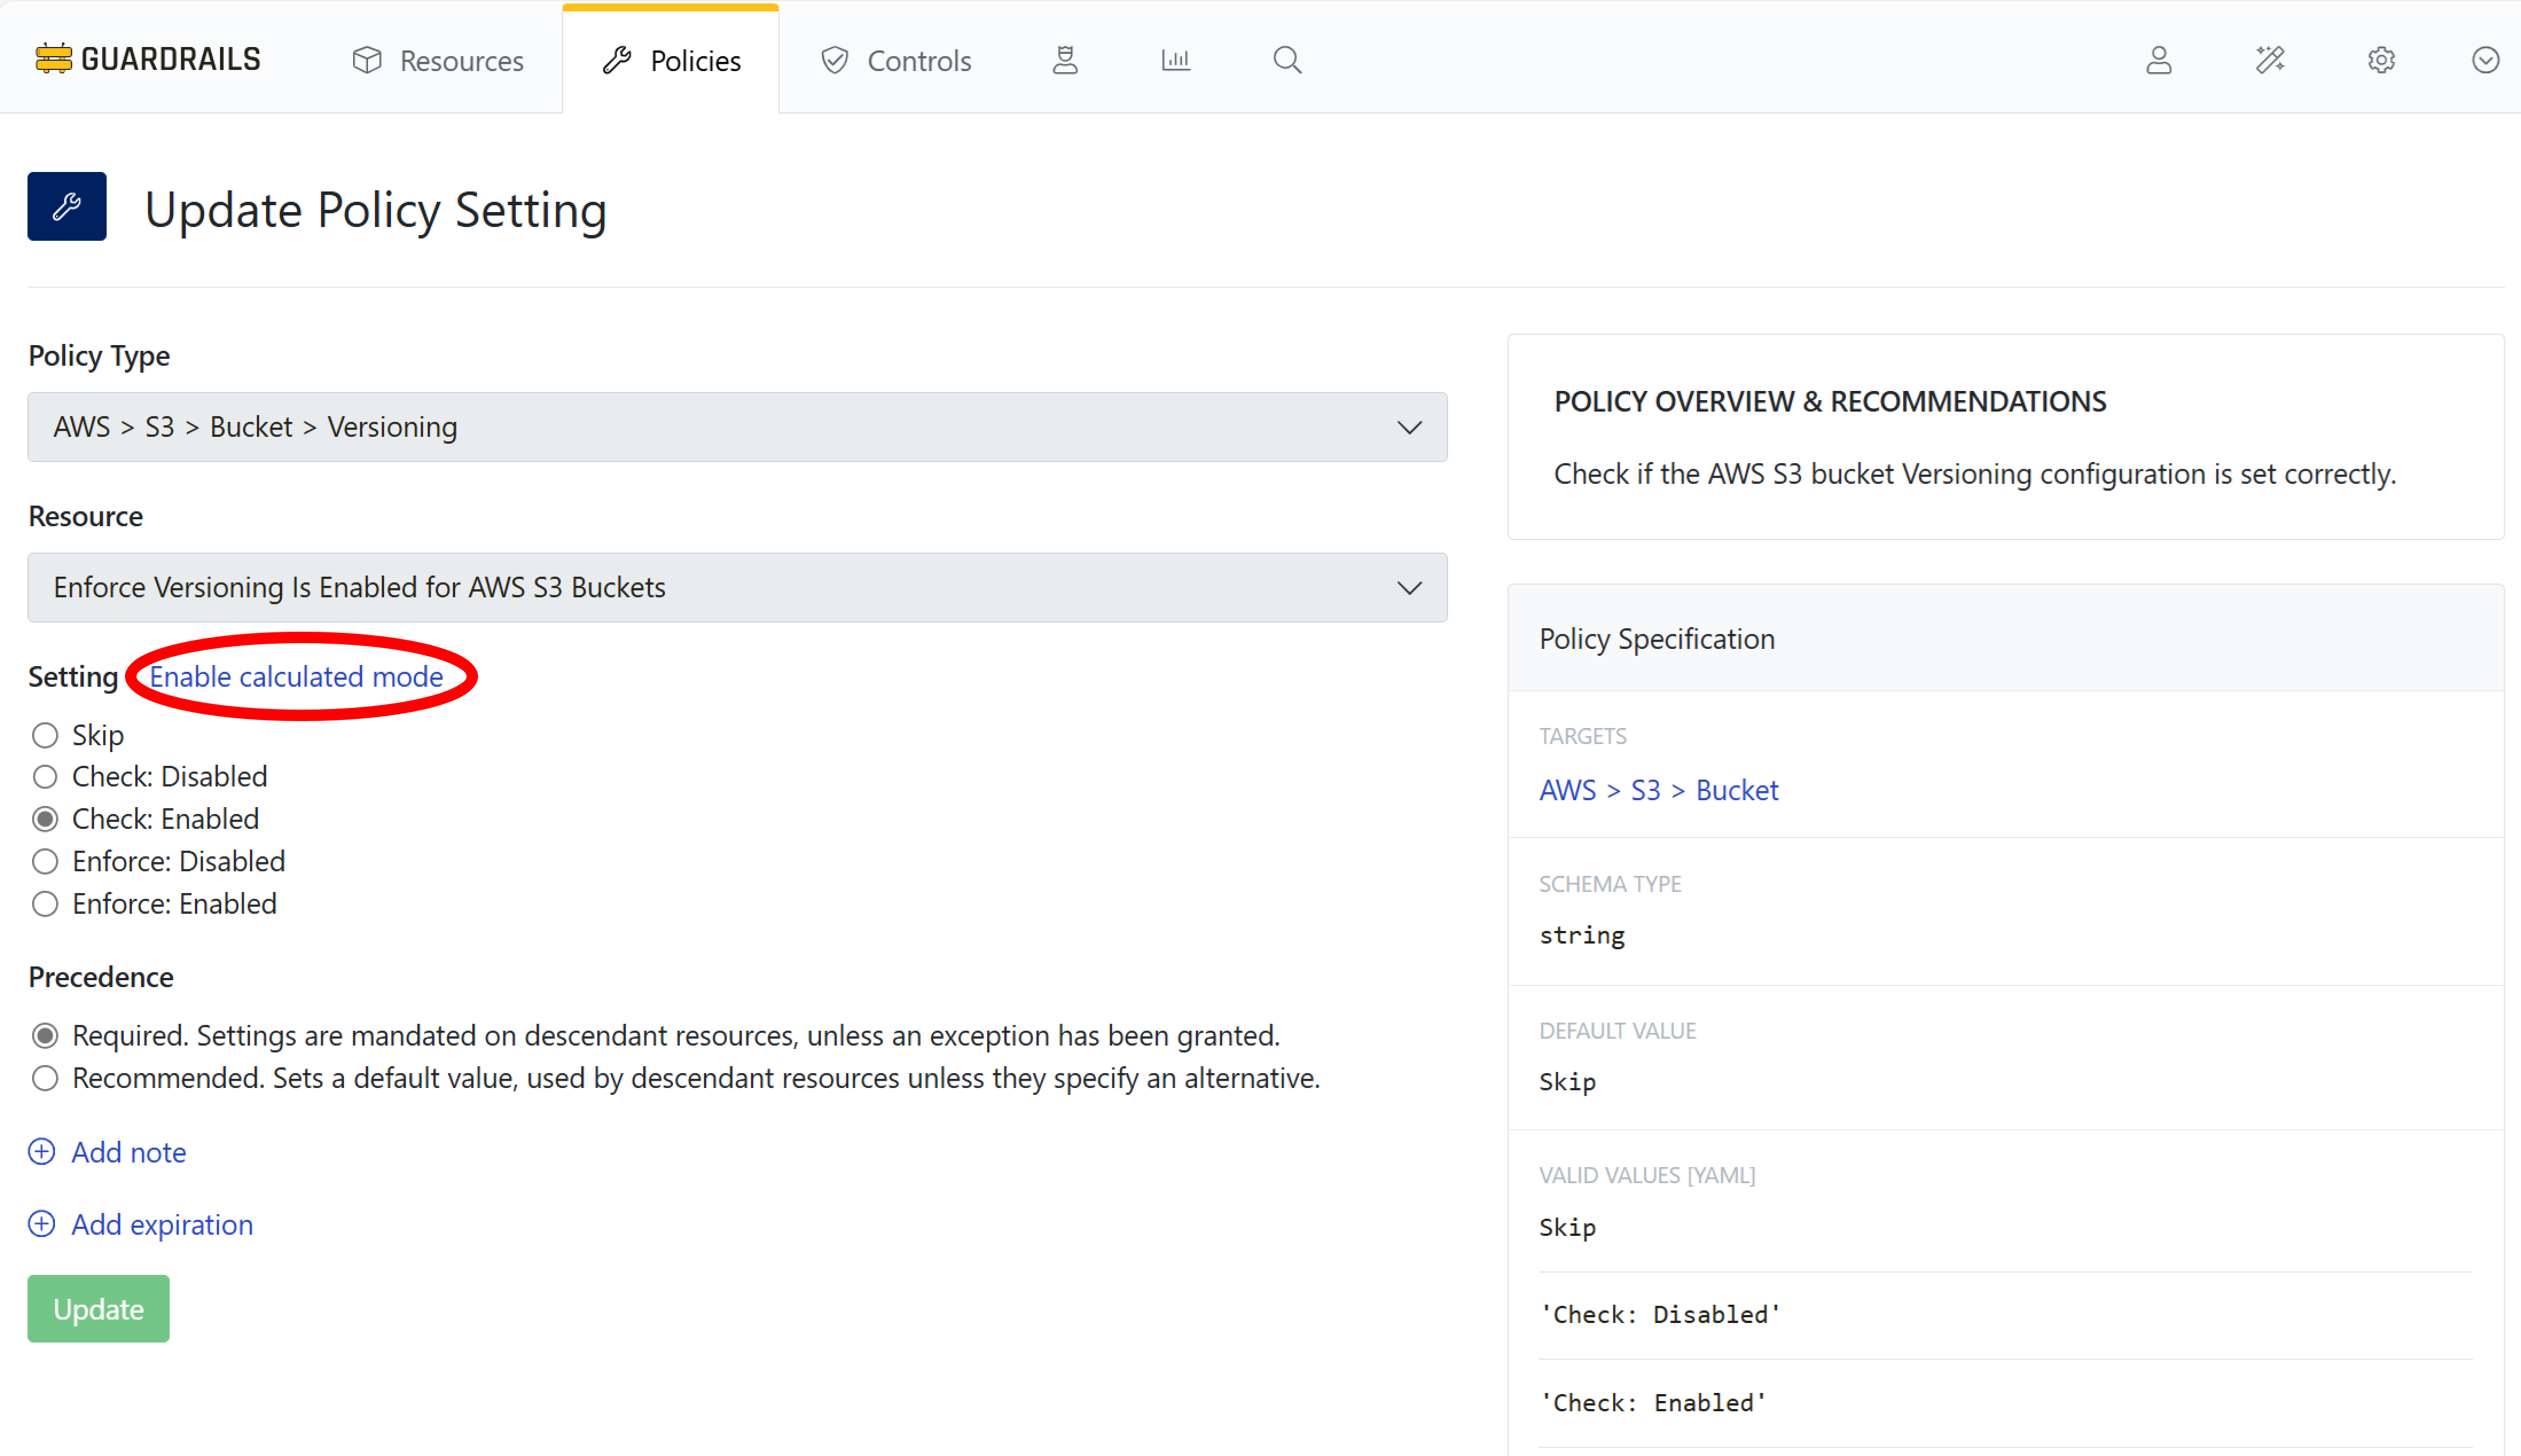 GUARDRAILS
Resources
Policies
Controls
Update Policy Setting
Policy Type
AWS > S3 > Bucket > Versioning
Resource
Enforce Versioning Is Enabled for AWS S3 Buckets
Setting Enable calculated mode
Skip
Check: Disabled
Check: Enabled
Enforce: Disabled
Enforce: Enabled
Precedence
Required. Settings are mandated on descendant resources, unless an exception has been granted.
Recommended. Sets a default value, used by descendant resources unless they specify an alternative.
Add note
Add expiration
Update
POLICY OVERVIEW & RECOMMENDATIONS
Check if the AWS S3 bucket Versioning configuration is set correctly.
Policy Specification
TARGETS
AWS > S3 > Bucket
SCHEMA TYPE
string
DEFAULT VALUE
Skip
VALID VALUES [YAML]
Skip
'Check: Disabled'
'Check: Enabled'